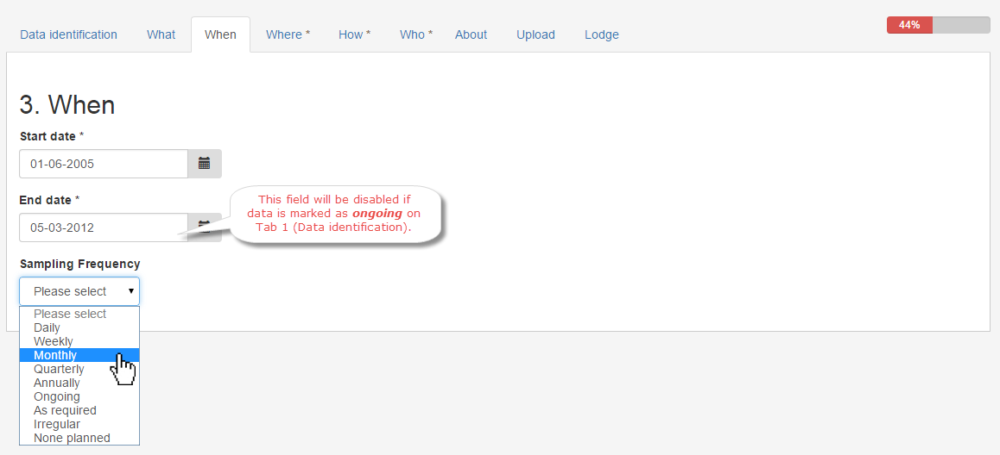 Data identification What When Where * How * Who * About Upload Lodge 44%
3. When
Start date *
01-06-2005
End date *
05-03-2012
This field will be disabled if
data is marked as ongoing on
Tab 1 (Data identification).
Sampling Frequency
Please select
Please select
Daily
Weekly
Monthly
Quarterly
Annually
Ongoing
As required
Irregular
None planned